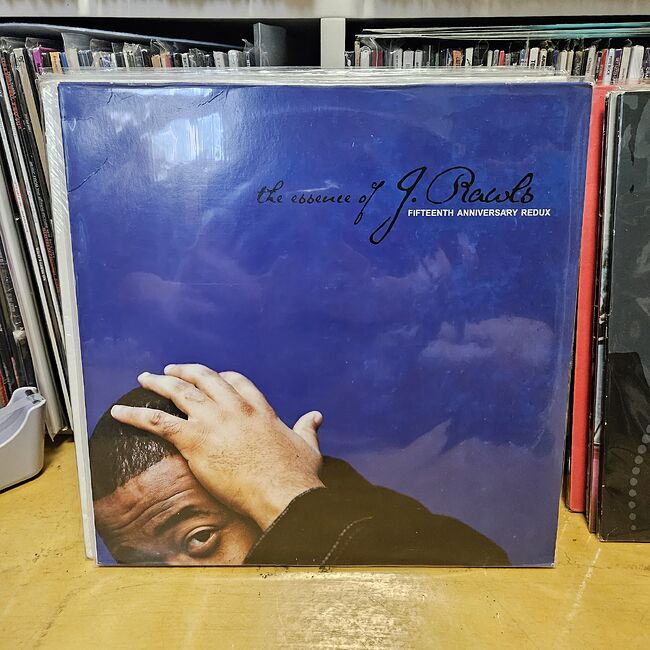 the essence of J. Rawls
FIFTEENTH ANNIVERSARY REDUX